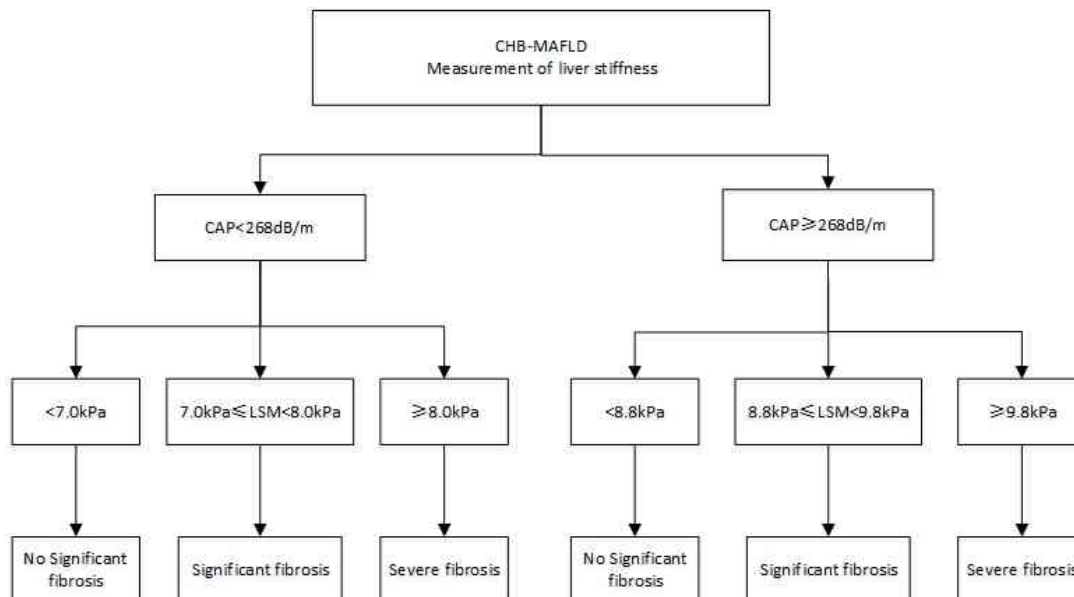 CHB-MAFLD
Measurement of liver stiffness
CAP<268dB/m
CAP≥268dB/m
<7.0kPa
7.0kPa≤LSM<8.0kPa
≥8.0kPa
<8.8kPa
8.8kPa≤LSM<9.8kPa
≥9.8kPa
No Significant
fibrosis
Significant fibrosis
Severe fibrosis
No Significant
fibrosis
Significant fibrosis
Severe fibrosis